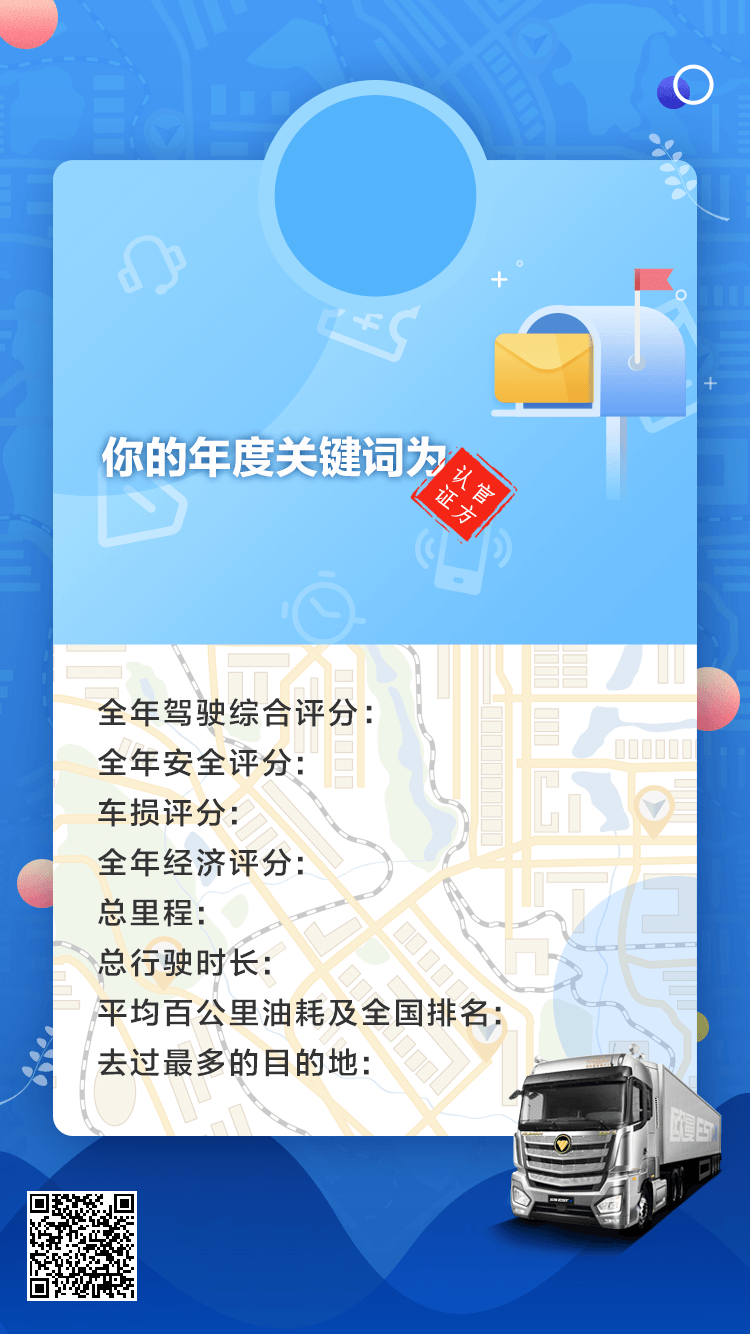 你的年度关键词为
官方
认证
全年驾驶综合评分：
全年安全评分：
车损评分：
全年经济评分：
总里程：
总行驶时长：
平均百公里油耗及全国排名：
去过最多的目的地：
欧曼EST